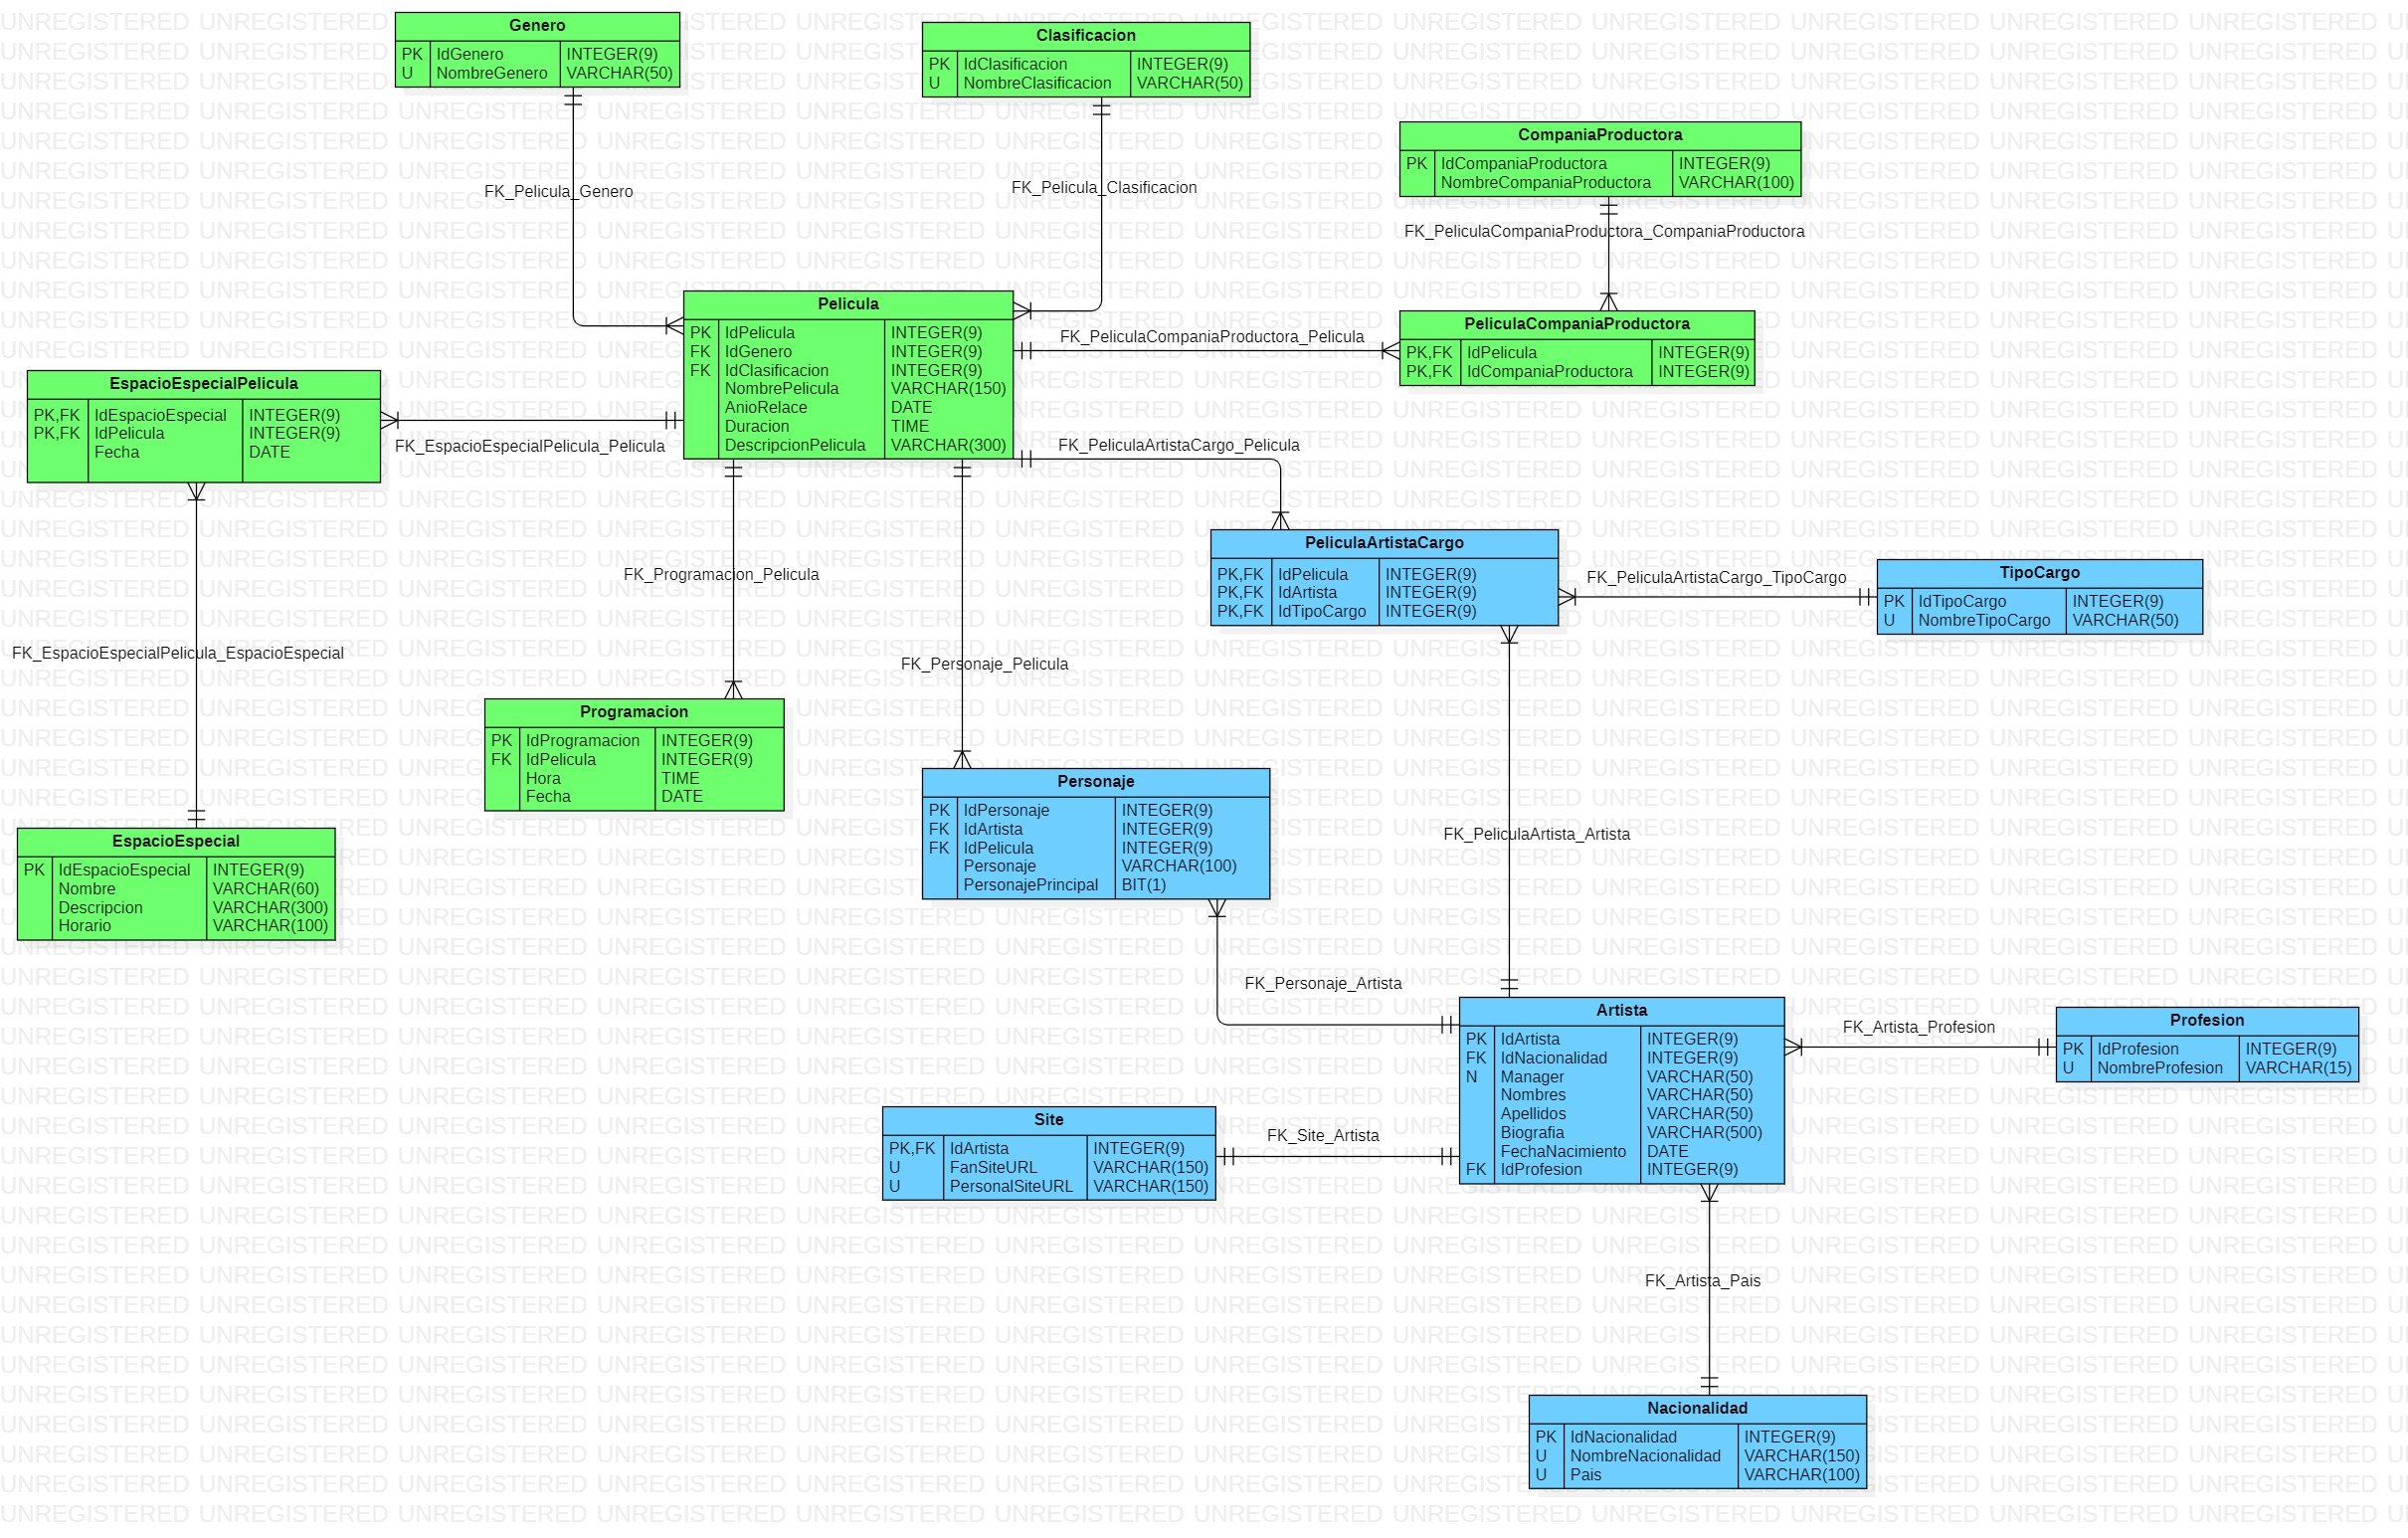 Genero
PK IdGenero INTEGER(9)
U NombreGenero VARCHAR(50)
Clasificacion
PK IdClasificacion INTEGER(9)
U NombreClasificacion VARCHAR(50)
CompaniaProductora
PK IdCompaniaProductora INTEGER(9)
NombreCompaniaProductora VARCHAR(100)
FK_Pelicula_Genero
FK_Pelicula_Clasificacion
FK_PeliculaCompaniaProductora_CompaniaProductora
Pelicula
PK IdPelicula INTEGER(9)
FK IdGenero INTEGER(9)
FK IdClasificacion INTEGER(9)
NombrePelicula VARCHAR(150)
AnioRelace DATE
Duracion TIME
DescripcionPelicula VARCHAR(300)
FK_PeliculaCompaniaProductora_Pelicula
PeliculaCompaniaProductora
PK,FK IdPelicula INTEGER(9)
PK,FK IdCompaniaProductora INTEGER(9)
EspacioEspecialPelicula
PK,FK IdEspacioEspecial INTEGER(9)
PK,FK IdPelicula INTEGER(9)
Fecha DATE
FK_EspacioEspecialPelicula_Pelicula
FK_PeliculaArtistaCargo_Pelicula
PeliculaArtistaCargo
PK,FK IdPelicula INTEGER(9)
PK,FK IdArtista INTEGER(9)
PK,FK IdTipoCargo INTEGER(9)
FK_PeliculaArtistaCargo_TipoCargo
TipoCargo
PK IdTipoCargo INTEGER(9)
U NombreTipoCargo VARCHAR(50)
FK_Programacion_Pelicula
FK_EspacioEspecialPelicula_EspacioEspecial
FK_Personaje_Pelicula
Programacion
PK IdProgramacion INTEGER(9)
FK IdPelicula INTEGER(9)
Hora TIME
Fecha DATE
Personaje
PK IdPersonaje INTEGER(9)
FK IdArtista INTEGER(9)
FK IdPelicula INTEGER(9)
Personaje VARCHAR(100)
PersonajePrincipal BIT(1)
FK_PeliculaArtista_Artista
EspacioEspecial
PK IdEspacioEspecial INTEGER(9)
Nombre VARCHAR(60)
Descripcion VARCHAR(300)
Horario VARCHAR(100)
FK_Personaje_Artista
Artista
PK IdArtista INTEGER(9)
FK IdNacionalidad INTEGER(9)
N Manager VARCHAR(50)
Nombres VARCHAR(50)
Apellidos VARCHAR(50)
Biografia VARCHAR(500)
FechaNacimiento DATE
FK IdProfesion INTEGER(9)
FK_Artista_Profesion
Profesion
PK IdProfesion INTEGER(9)
U NombreProfesion VARCHAR(15)
Site
PK,FK IdArtista INTEGER(9)
U FanSiteURL VARCHAR(150)
U PersonalSiteURL VARCHAR(150)
FK_Site_Artista
FK_Artista_Pais
Nacionalidad
PK IdNacionalidad INTEGER(9)
U NombreNacionalidad VARCHAR(150)
U Pais VARCHAR(100)
UNREGISTERED